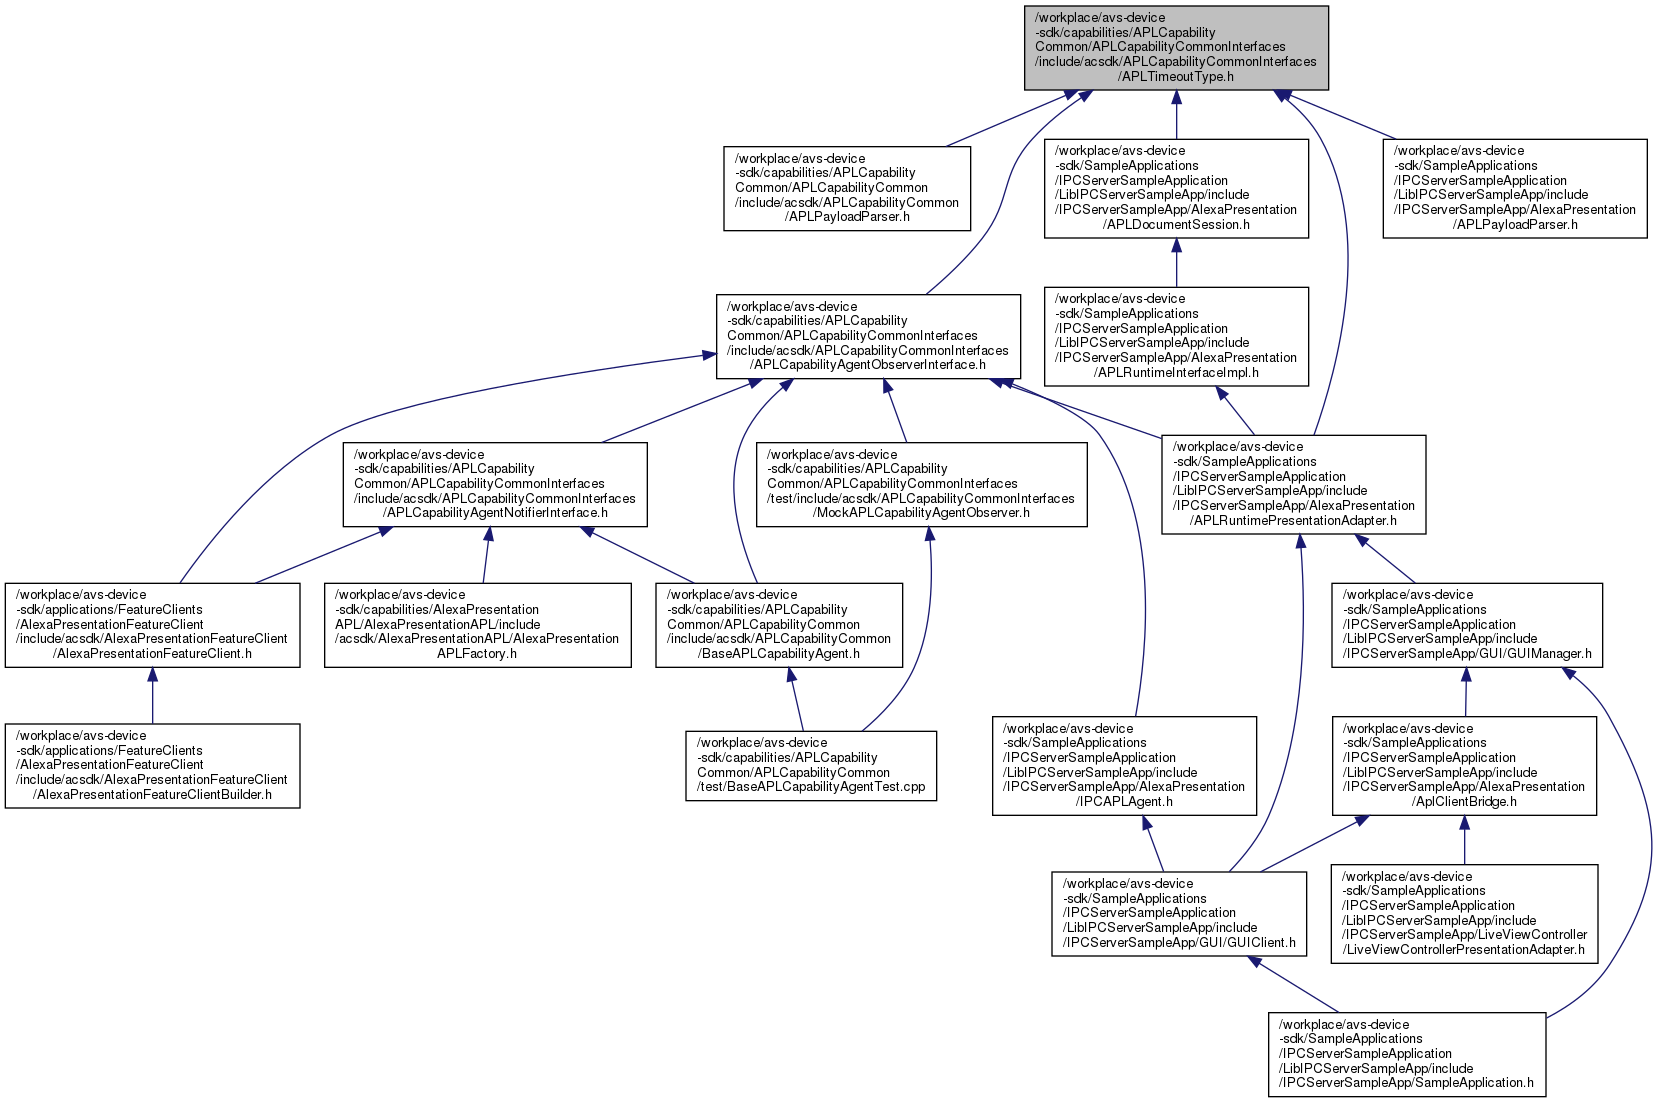 /workplace/avs-device
-sdk/capabilities/APLCapability
Common/APLCapabilityCommonInterfaces
/include/acsdk/APLCapabilityCommonInterfaces
/APLTimeoutType.h
/workplace/avs-device
-sdk/capabilities/APLCapability
Common/APLCapabilityCommon
/include/acsdk/APLCapabilityCommon
/APLPayloadParser.h
/workplace/avs-device
-sdk/SampleApplications
/IPCServerSampleApplication
/LibIPCServerSampleApp/include
/IPCServerSampleApp/AlexaPresentation
/APLDocumentSession.h
/workplace/avs-device
-sdk/SampleApplications
/IPCServerSampleApplication
/LibIPCServerSampleApp/include
/IPCServerSampleApp/AlexaPresentation
/APLPayloadParser.h
/workplace/avs-device
-sdk/capabilities/APLCapability
Common/APLCapabilityCommonInterfaces
/include/acsdk/APLCapabilityCommonInterfaces
/APLCapabilityAgentObserverInterface.h
/workplace/avs-device
-sdk/SampleApplications
/IPCServerSampleApplication
/LibIPCServerSampleApp/include
/IPCServerSampleApp/AlexaPresentation
/APLRuntimeInterfaceImpl.h
/workplace/avs-device
-sdk/capabilities/APLCapability
Common/APLCapabilityCommonInterfaces
/include/acsdk/APLCapabilityCommonInterfaces
/APLCapabilityAgentNotifierInterface.h
/workplace/avs-device
-sdk/capabilities/APLCapability
Common/APLCapabilityCommonInterfaces
/test/include/acsdk/APLCapabilityCommonInterfaces
/MockAPLCapabilityAgentObserver.h
/workplace/avs-device
-sdk/SampleApplications
/IPCServerSampleApplication
/LibIPCServerSampleApp/include
/IPCServerSampleApp/AlexaPresentation
/APLRuntimePresentationAdapter.h
/workplace/avs-device
-sdk/applications/FeatureClients
/AlexaPresentationFeatureClient
/include/acsdk/AlexaPresentationFeatureClient
/AlexaPresentationFeatureClient.h
/workplace/avs-device
-sdk/capabilities/AlexaPresentation
APL/AlexaPresentationAPL/include
/acsdk/AlexaPresentationAPL/AlexaPresentation
APLFactory.h
/workplace/avs-device
-sdk/capabilities/APLCapability
Common/APLCapabilityCommon
/include/acsdk/APLCapabilityCommon
/BaseAPLCapabilityAgent.h
/workplace/avs-device
-sdk/SampleApplications
/IPCServerSampleApplication
/LibIPCServerSampleApp/include
/IPCServerSampleApp/GUI/GUIManager.h
/workplace/avs-device
-sdk/applications/FeatureClients
/AlexaPresentationFeatureClient
/include/acsdk/AlexaPresentationFeatureClient
/AlexaPresentationFeatureClientBuilder.h
/workplace/avs-device
-sdk/capabilities/APLCapability
Common/APLCapabilityCommon
/test/BaseAPLCapabilityAgentTest.cpp
/workplace/avs-device
-sdk/SampleApplications
/IPCServerSampleApplication
/LibIPCServerSampleApp/include
/IPCServerSampleApp/AlexaPresentation
/IPCAPLAgent.h
/workplace/avs-device
-sdk/SampleApplications
/IPCServerSampleApplication
/LibIPCServerSampleApp/include
/IPCServerSampleApp/AlexaPresentation
/AplClientBridge.h
/workplace/avs-device
-sdk/SampleApplications
/IPCServerSampleApplication
/LibIPCServerSampleApp/include
/IPCServerSampleApp/GUI/GUIClient.h
/workplace/avs-device
-sdk/SampleApplications
/IPCServerSampleApplication
/LibIPCServerSampleApp/include
/IPCServerSampleApp/LiveViewController
/LiveViewControllerPresentationAdapter.h
/workplace/avs-device
-sdk/SampleApplications
/IPCServerSampleApplication
/LibIPCServerSampleApp/include
/IPCServerSampleApp/SampleApplication.h